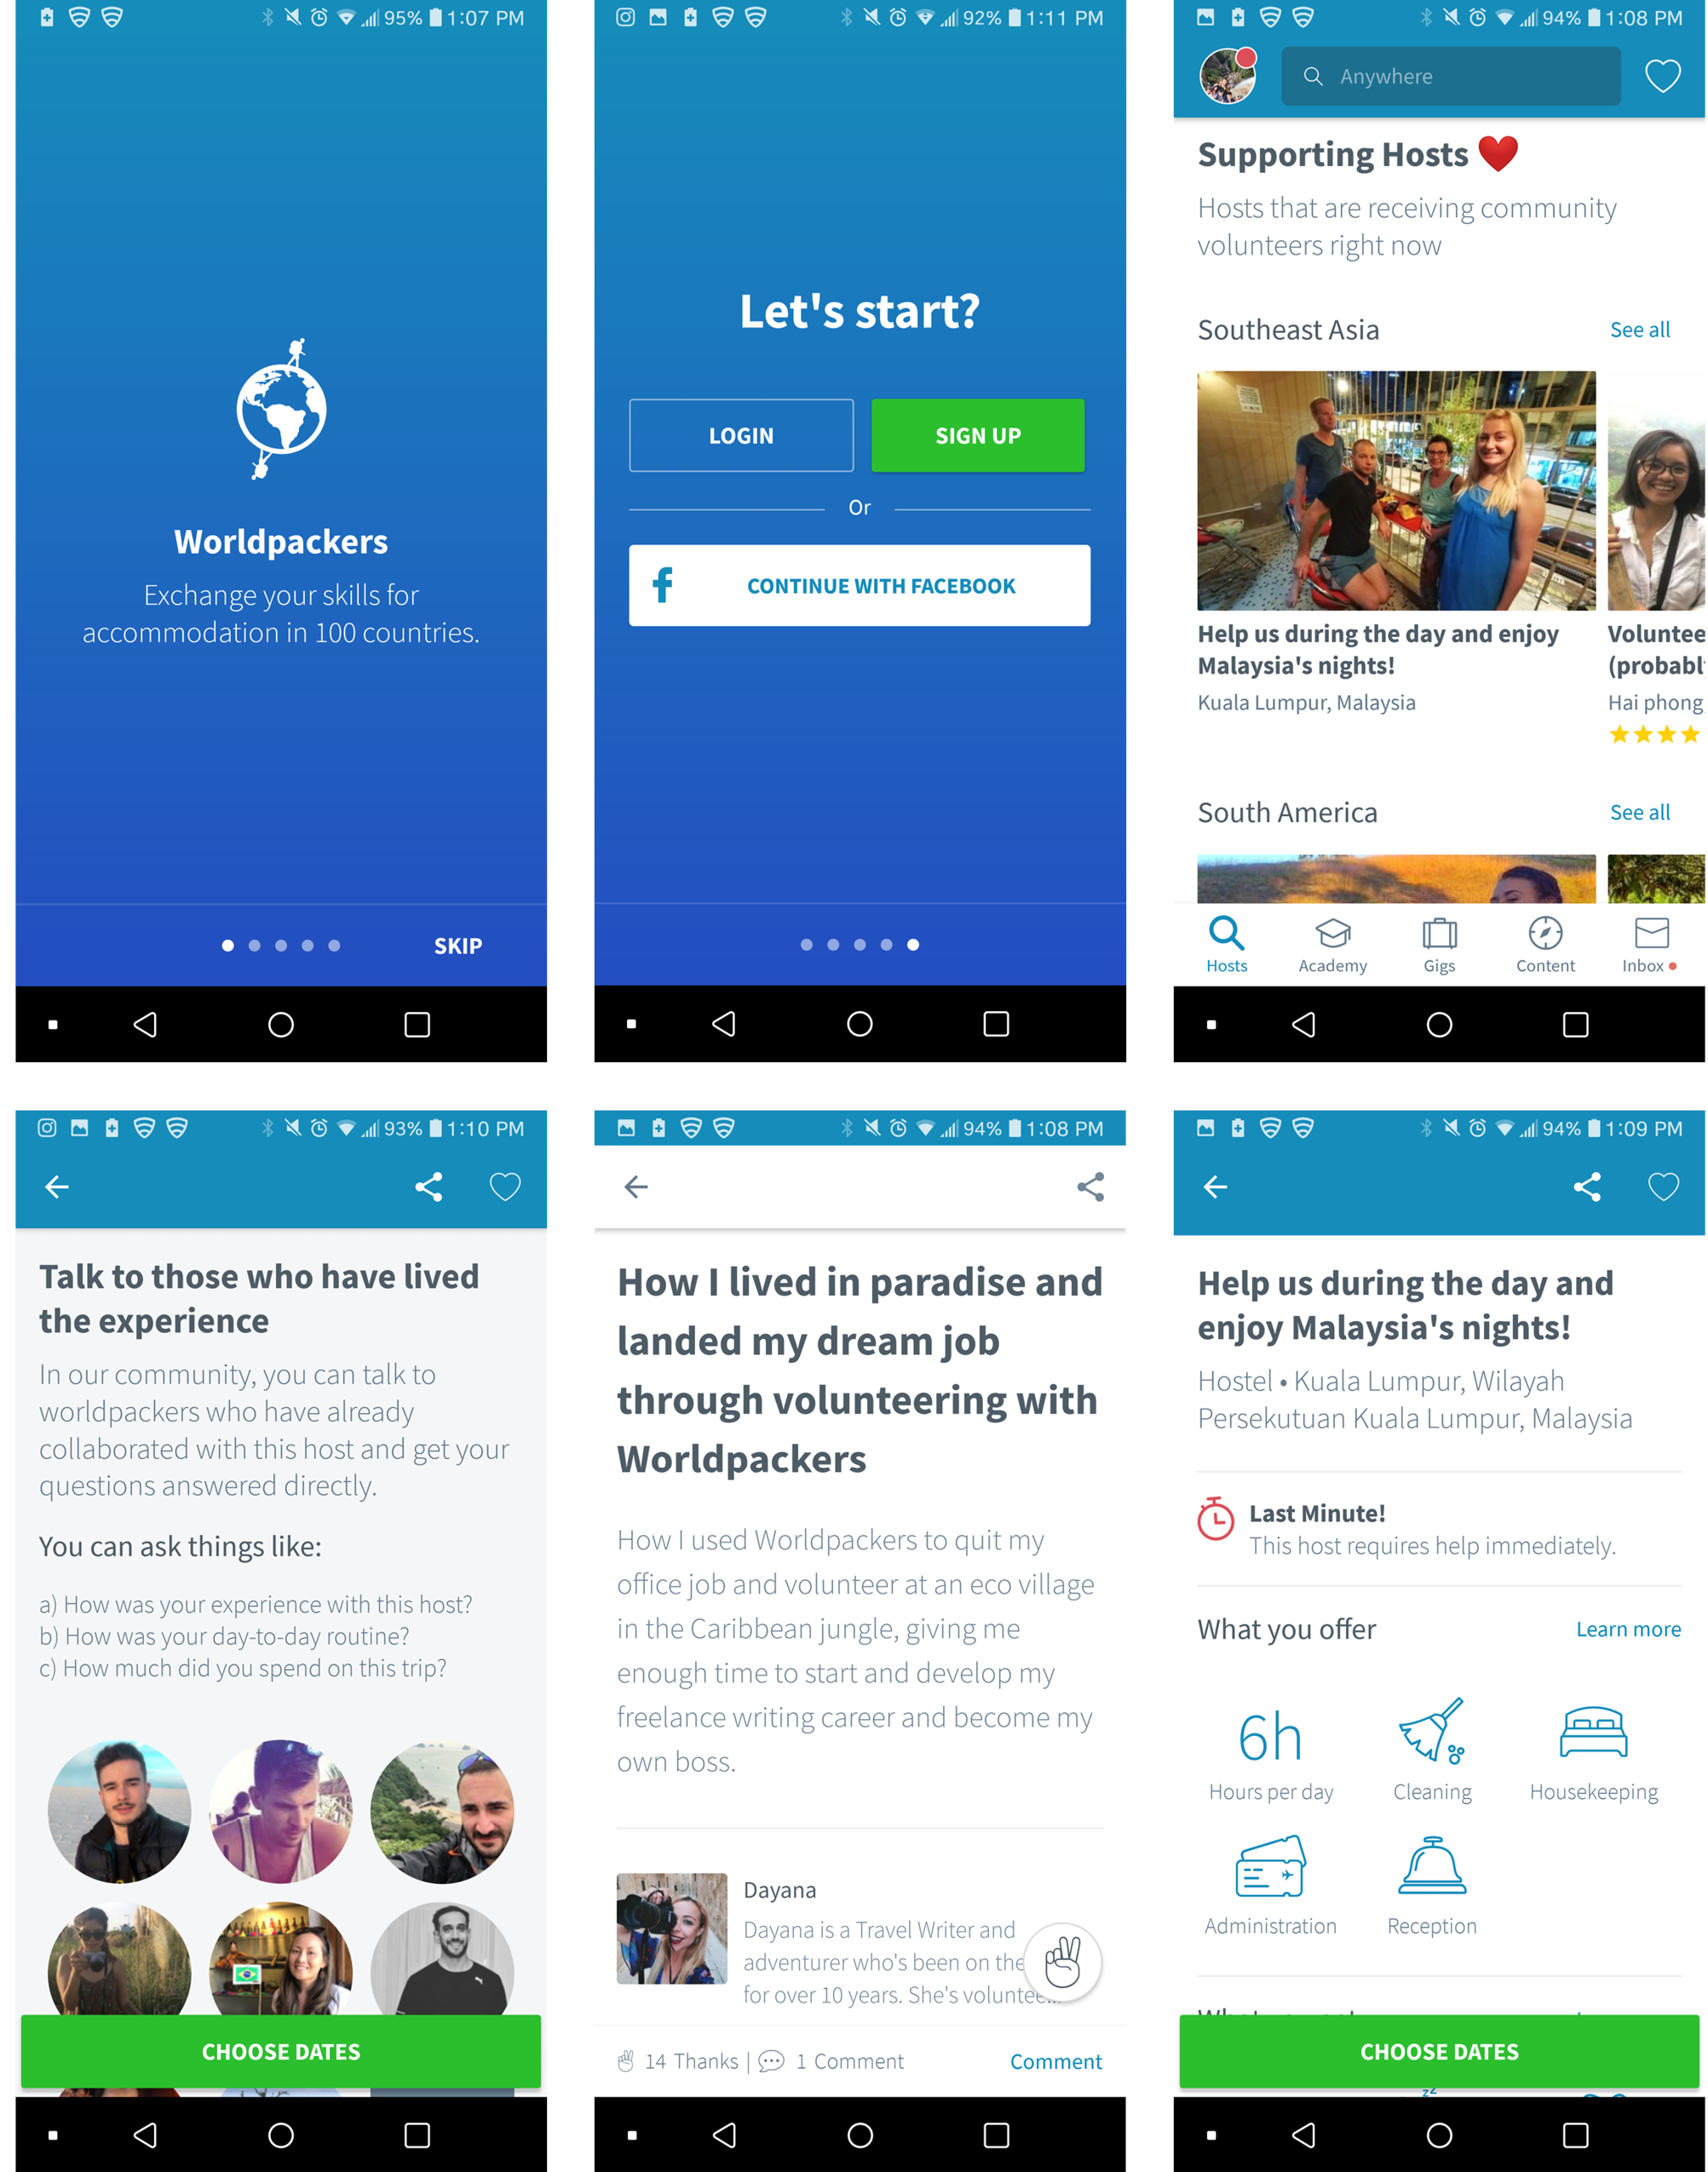 95% 1:07 PM
Worldpackers
Exchange your skills for
accommodation in 100 countries.
SKIP
92% 1:11 PM
Let's start?
LOGIN
SIGN UP
Or
f CONTINUE WITH FACEBOOK
94% 1:08 PM
Anywhere
Supporting Hosts
Hosts that are receiving community
volunteers right now
Southeast Asia
See all
Help us during the day and enjoy
Malaysia's nights!
Kuala Lumpur, Malaysia
Voluntee
(probabl
Hai phong
South America
See all
Hosts
Academy
Gigs
Content
Inbox
93% 1:10 PM
Talk to those who have lived
the experience
In our community, you can talk to
worldpackers who have already
collaborated with this host and get your
questions answered directly.
You can ask things like:
a) How was your experience with this host?
b) How was your day-to-day routine?
c) How much did you spend on this trip?
CHOOSE DATES
94% 1:08 PM
How I lived in paradise and
landed my dream job
through volunteering with
Worldpackers
How I used Worldpackers to quit my
office job and volunteer at an eco village
in the Caribbean jungle, giving me
enough time to start and develop my
freelance writing career and become my
own boss.
Dayana
Dayana is a Travel Writer and
adventurer who's been on the
for over 10 years. She's voluntee...
14 Thanks | 1 Comment
Comment
94% 1:09 PM
Help us during the day and
enjoy Malaysia's nights!
Hostel • Kuala Lumpur, Wilayah
Persekutuan Kuala Lumpur, Malaysia
Last Minute!
This host requires help immediately.
What you offer
Learn more
6h
Hours per day
Cleaning
Housekeeping
Administration
Reception
CHOOSE DATES
zz